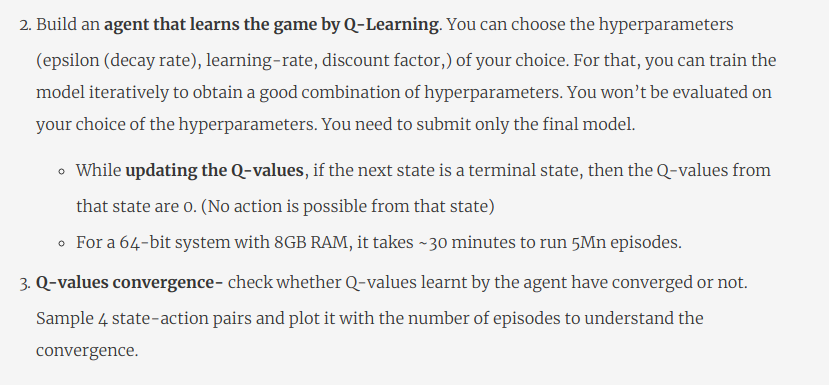 2. Build an agent that learns the game by Q-Learning. You can choose the hyperparameters
(epsilon (decay rate), learning-rate, discount factor,) of your choice. For that, you can train the
model iteratively to obtain a good combination of hyperparameters. You won’t be evaluated on
your choice of the hyperparameters. You need to submit only the final model.
◦ While updating the Q-values, if the next state is a terminal state, then the Q-values from
that state are 0. (No action is possible from that state)
◦ For a 64-bit system with 8GB RAM, it takes ~30 minutes to run 5Mn episodes.
3. Q-values convergence- check whether Q-values learnt by the agent have converged or not.
Sample 4 state-action pairs and plot it with the number of episodes to understand the
convergence.